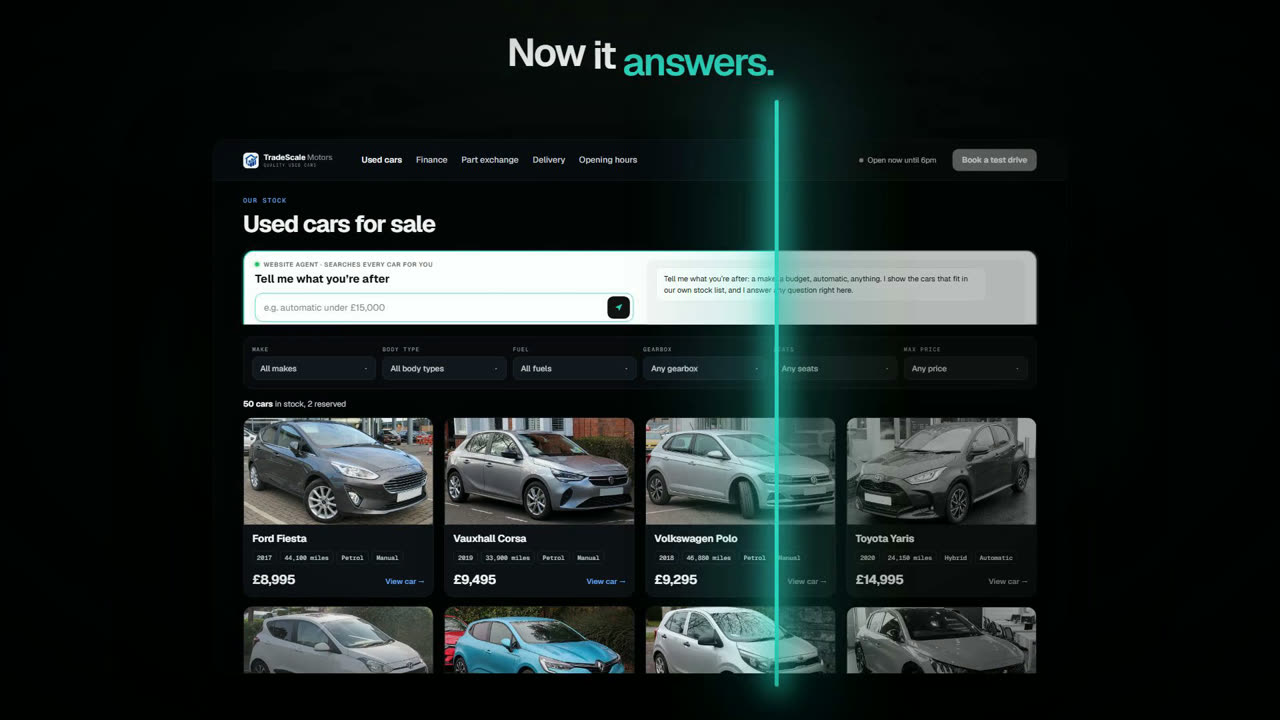 Now it answers.
TradeScale Motors
QUALITY USED CARS
Used cars
Finance
Part exchange
Delivery
Opening hours
Open now until 6pm
Book a test drive
OUR STOCK
Used cars for sale
WEBSITE AGENT · SEARCHES EVERY CAR FOR YOU
Tell me what you're after
e.g. automatic under £15,000
Tell me what you're after: a make, a budget, automatic, anything. I show the cars that fit in
our own stock list, and I answer any question right here.
MAKE
BODY TYPE
FUEL
GEARBOX
SEATS
MAX PRICE
All makes
All body types
All fuels
Any gearbox
Any seats
Any price
50 cars in stock, 2 reserved
Ford Fiesta
2017 44,100 miles Petrol Manual
£8,995 View car →
Vauxhall Corsa
2019 33,900 miles Petrol Manual
£9,495 View car →
Volkswagen Polo
2018 46,880 miles Petrol Manual
£9,295 View car →
Toyota Yaris
2020 24,150 miles Hybrid Automatic
£14,995 View car →